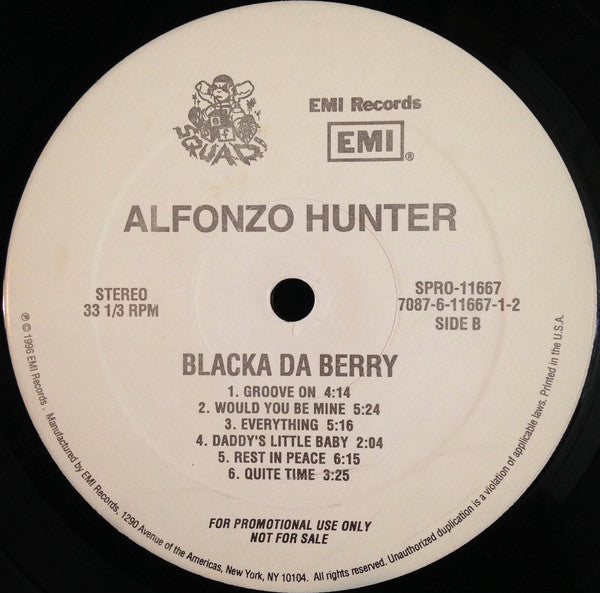 SQUAD
EMI Records
EMI®
ALFONZO HUNTER
STEREO
33 1/3 RPM
SPRO-11667
7087-6-11667-1-2
SIDE B
BLACKA DA BERRY
1. GROOVE ON 4:14
2. WOULD YOU BE MINE 5:24
3. EVERYTHING 5:16
4. DADDY'S LITTLE BABY 2:04
5. REST IN PEACE 6:15
6. QUITE TIME 3:25
FOR PROMOTIONAL USE ONLY
NOT FOR SALE
℗ © 1996 EMI Records. Manufactured by EMI Records, 1290 Avenue of the Americas, New York, NY 10104. All rights reserved. Unauthorized duplication is a violation of applicable laws. Printed in the U.S.A.